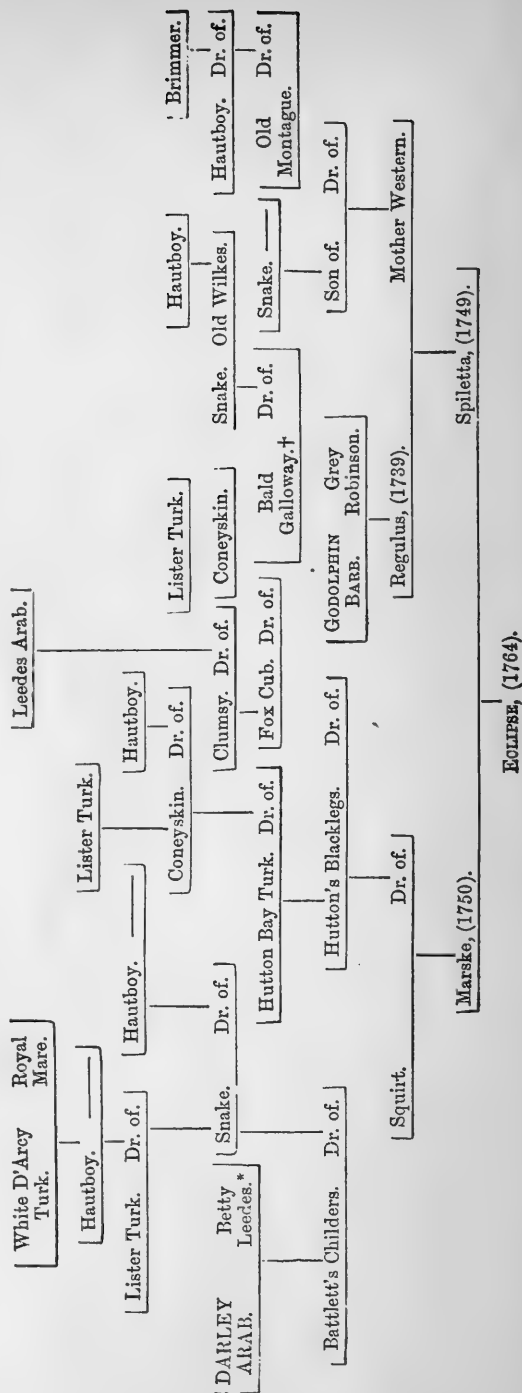 White D'Arcy Royal Leedes Arab.
Turk. Mare.
Hautboy. Lister Turk.
Lister Turk. Dr. of. Hautboy. Hautboy. Lister Turk. Hautboy. Brimmer.
Coneyskin. Dr. of.
DARLEY Betty Snake. Dr. of. Clumsy. Dr. of. Coneyskin. Snake. Old Wilkes. Hautboy. Dr. of.
ARAB. Leedes.*
Hutton Bay Turk. Dr. of. Fox Cub. Dr. of. Bald Dr. of. Snake. Old Dr. of.
Galloway.† Montague.
Battlett's Childers. Dr. of. Hutton's Blacklegs. Dr. of. GODOLPHIN Grey Son of. Dr. of.
BARB. Robinson.
Squirt. Dr. of. Regulus, (1739). Mother Western.
Marske, (1750). Spiletta, (1749).
ECLIPSE, (1764).